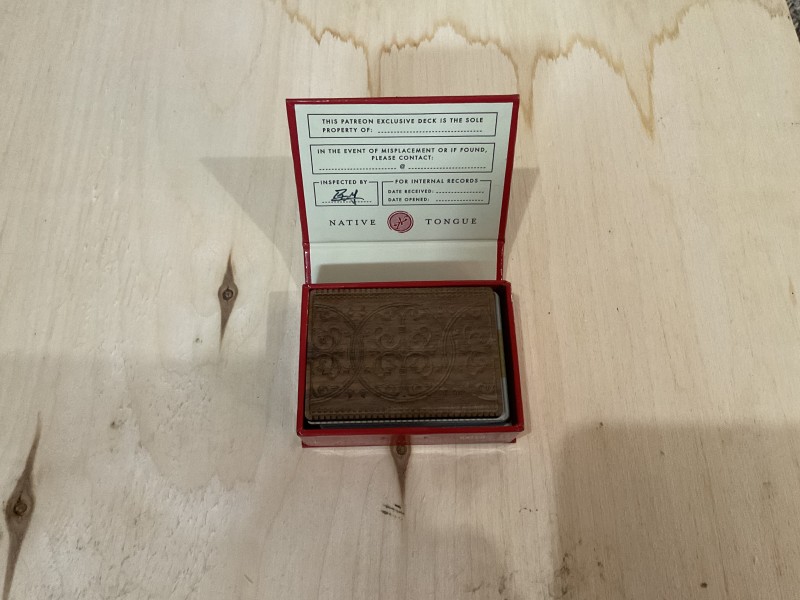 THIS PATREON EXCLUSIVE DECK IS THE SOLE
PROPERTY OF:
IN THE EVENT OF MISPLACEMENT OR IF FOUND,
PLEASE CONTACT:
@
INSPECTED BY
FOR INTERNAL RECORDS
DATE RECEIVED:
DATE OPENED:
NATIVE TONGUE